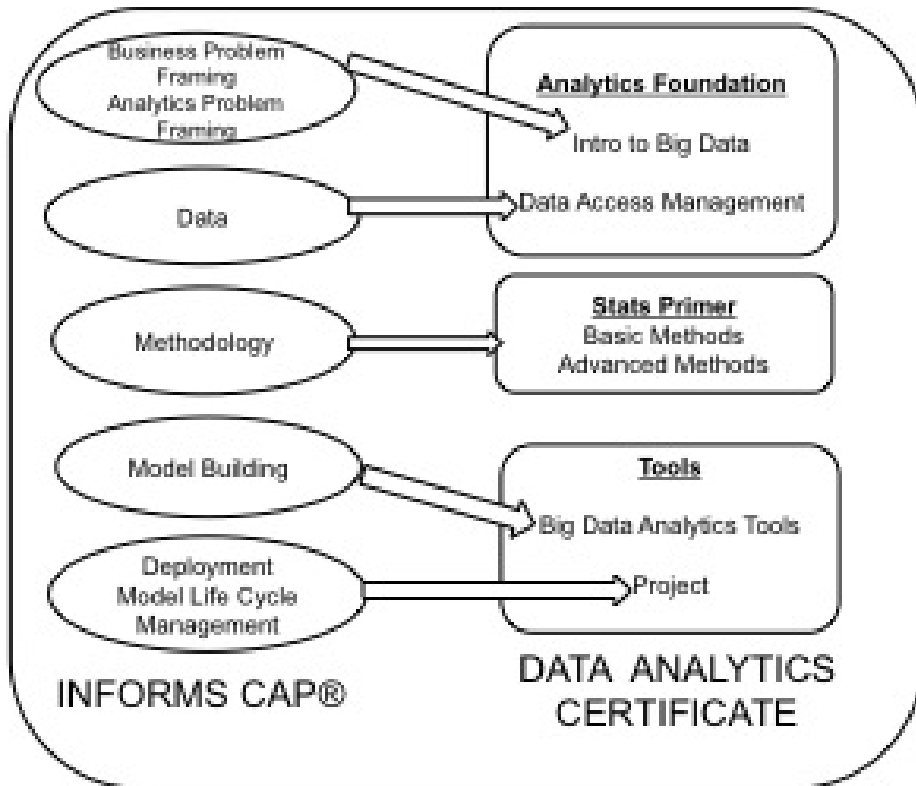 Business Problem
Framing
Analytics Problem
Framing
Data
Methodology
Model Building
Deployment
Model Life Cycle
Management
INFORMS CAP®
Analytics Foundation
Intro to Big Data
Data Access Management
Stats Primer
Basic Methods
Advanced Methods
Tools
Big Data Analytics Tools
Project
DATA ANALYTICS
CERTIFICATE